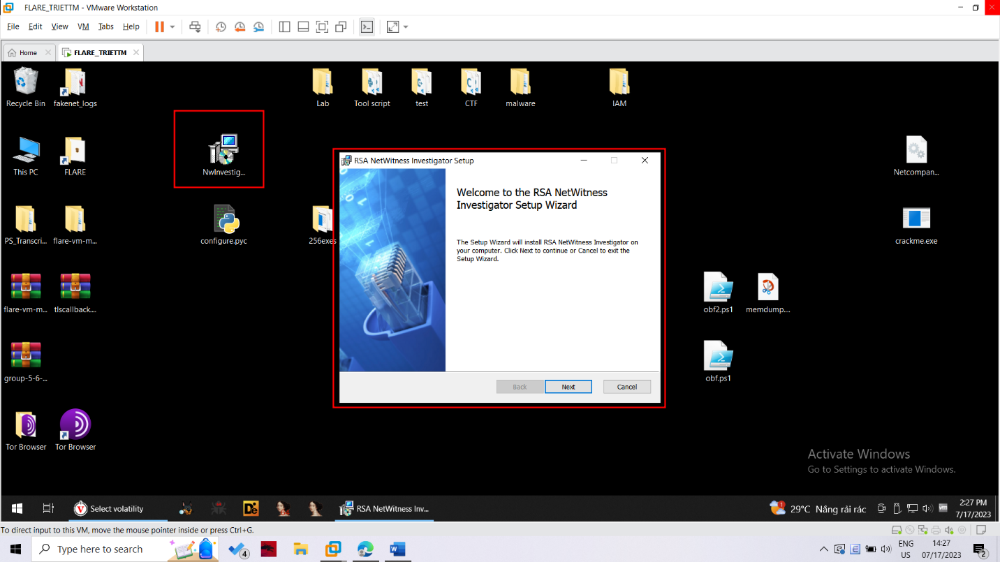 FLARE_TRIETTM - VMware Workstation
File Edit View VM Tabs Help
Home FLARE_TRIETTM
Recycle Bin
fakenet_logs
Lab
Tool script
test
CTF
malware
IAM
This PC
FLARE
NwInvestig...
Netcompan...
PS_Transcri...
flare-vm-m...
configure.pyc
256exes
crackme.exe
flare-vm-m...
tlscallback....
obf2.ps1
memdump....
group-5-6-...
obf.ps1
Tor Browser
Tor Browser
RSA NetWitness Investigator Setup
Welcome to the RSA NetWitness
Investigator Setup Wizard
The Setup Wizard will install RSA NetWitness Investigator on
your computer. Click Next to continue or Cancel to exit the
Setup Wizard.
Back Next Cancel
Activate Windows
Go to Settings to activate Windows.
Select volatility
RSA NetWitness Inv...
1
29°C Nắng rải rác
2:27 PM
7/17/2023
To direct input to this VM, move the mouse pointer inside or press Ctrl+G.
Type here to search
4
ENG
US
14:27
07/17/2023
2